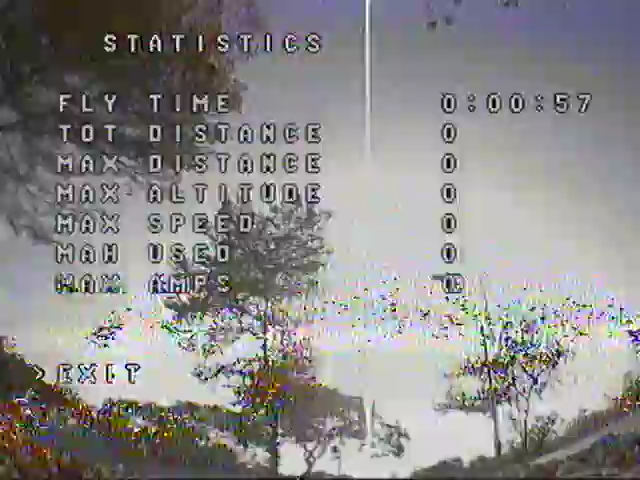 STATISTICS
FLY TIME 0:00:57
TOT DISTANCE 0
MAX DISTANCE 0
MAX ALTITUDE 0
MAX SPEED 0
MAH USED 0
MAX AMPS
>EXIT